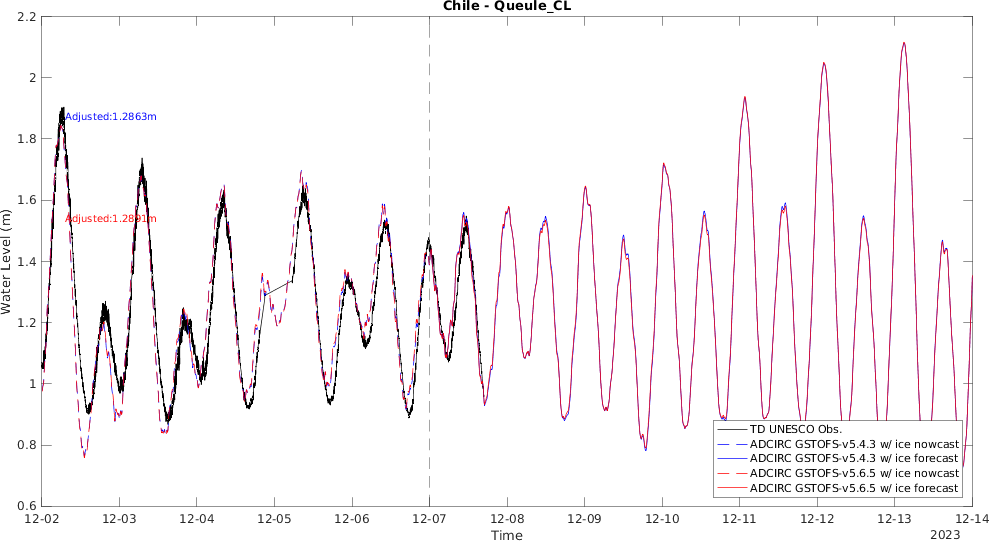 Chile - Queule_CL
2.2
2
1.8
1.6
1.4
1.2
1
0.8
0.6
Water Level (m)
Adjusted:1.2863m
Adjusted:1.2891m
TD UNESCO Obs.
ADCIRC GSTOFS-v5.4.3 w/ ice nowcast
ADCIRC GSTOFS-v5.4.3 w/ ice forecast
ADCIRC GSTOFS-v5.6.5 w/ ice nowcast
ADCIRC GSTOFS-v5.6.5 w/ ice forecast
12-02 12-03 12-04 12-05 12-06 12-07 12-08 12-09 12-10 12-11 12-12 12-13 12-14
Time
2023